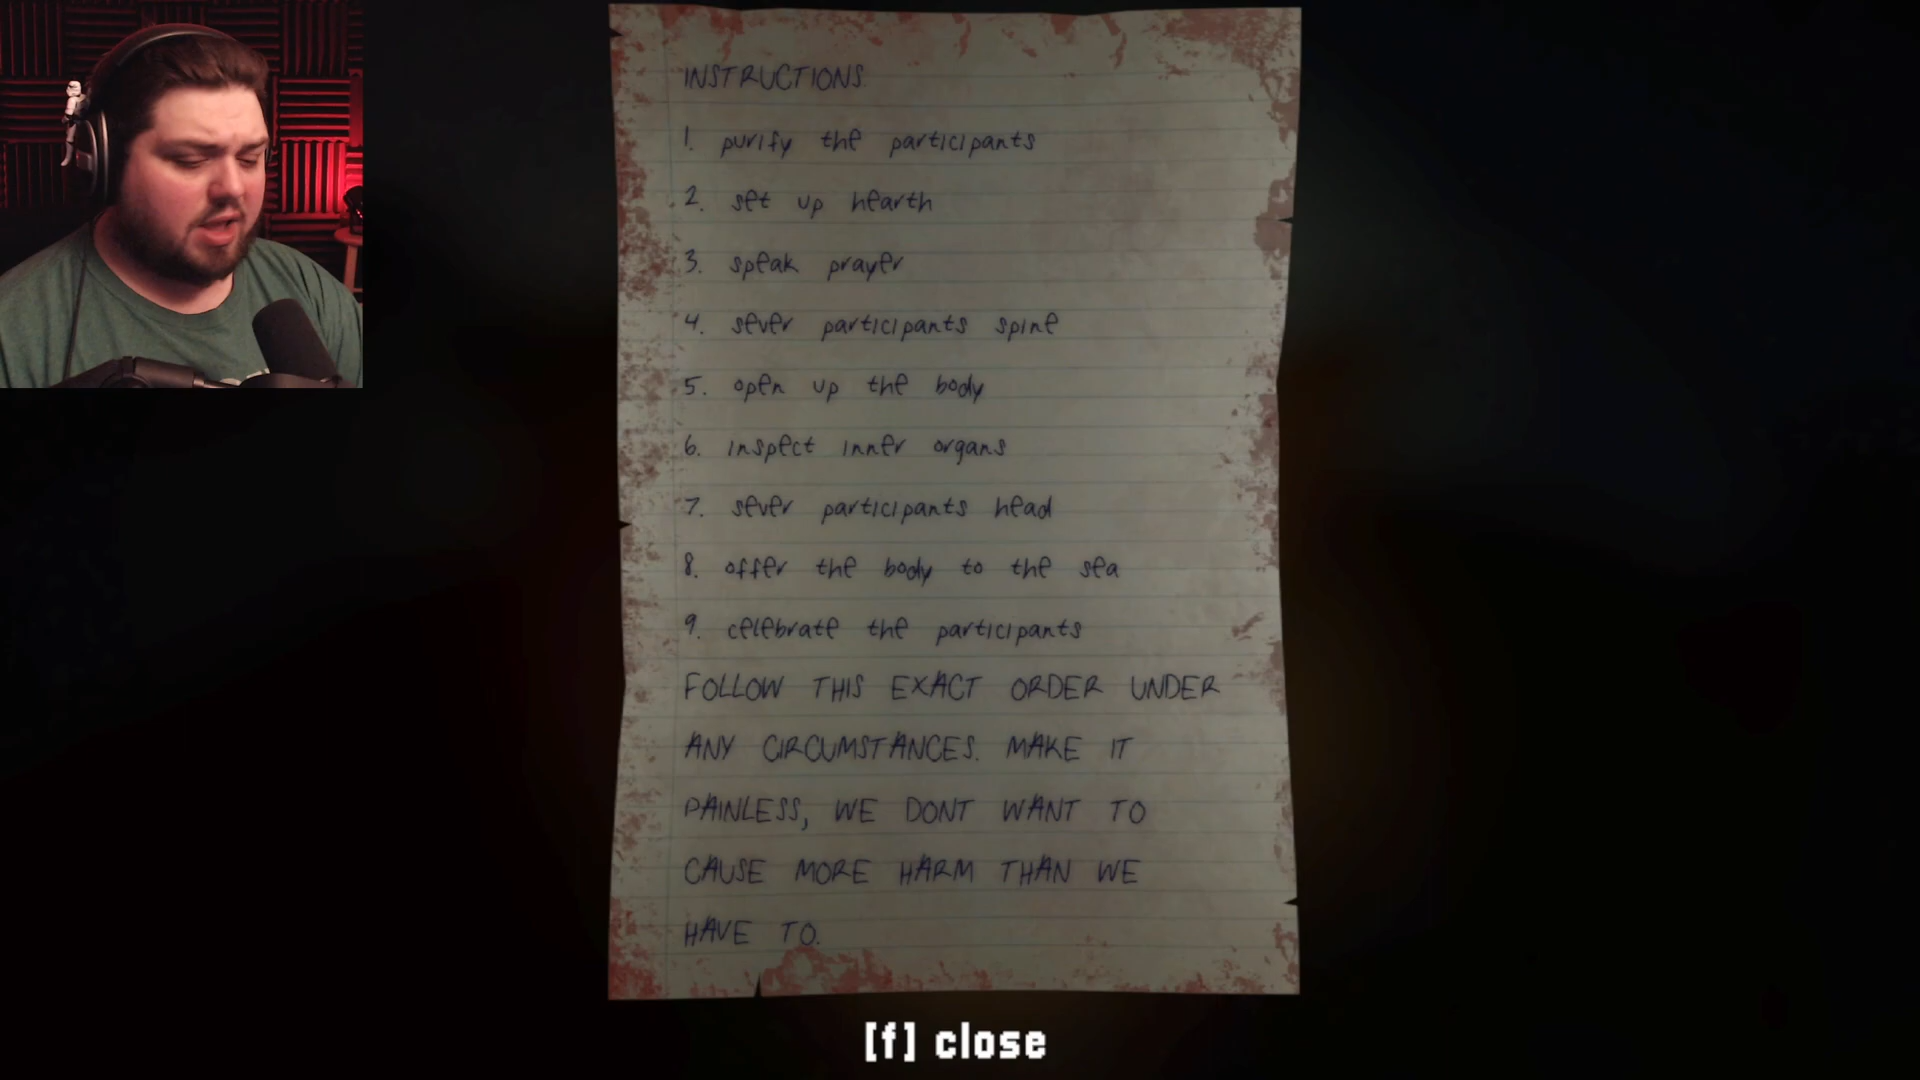 INSTRUCTIONS
1. purify the participants
2. set up hearth
3. speak prayer
4. sever participants spine
5. open up the body
6. inspect inner organs
7. sever participants head
8. offer the body to the sea
9. celebrate the participants
FOLLOW THIS EXACT ORDER UNDER
ANY CIRCUMSTANCES. MAKE IT
PAINLESS, WE DONT WANT TO
CAUSE MORE HARM THAN WE
HAVE TO.
[f] close